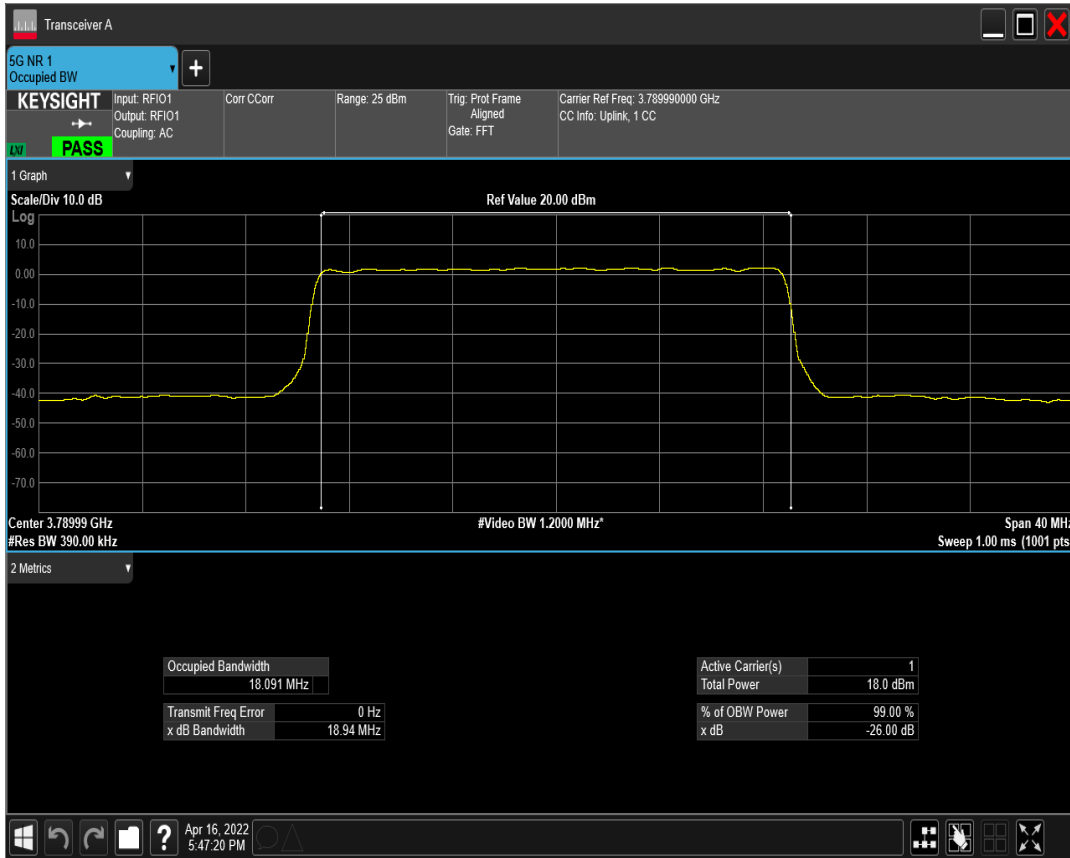 Transceiver A
5G NR 1
Occupied BW
KEYSIGHT
LXI
PASS
Input: RFIO1
Output: RFIO1
Coupling: AC
Corr CCorr
Range: 25 dBm
Trig: Prot Frame
Aligned
Gate: FFT
Carrier Ref Freq: 3.789990000 GHz
CC Info: Uplink, 1 CC
1 Graph
Scale/Div 10.0 dB
Ref Value 20.00 dBm
Log
10.0
0.00
-10.0
-20.0
-30.0
-40.0
-50.0
-60.0
-70.0
Center 3.78999 GHz
#Video BW 1.2000 MHz*
Span 40 MHz
#Res BW 390.00 kHz
Sweep 1.00 ms (1001 pts
2 Metrics
Occupied Bandwidth
18.091 MHz
Transmit Freq Error 0 Hz
x dB Bandwidth 18.94 MHz
Active Carrier(s) 1
Total Power 18.0 dBm
% of OBW Power 99.00 %
x dB -26.00 dB
? Apr 16, 2022
5:47:20 PM